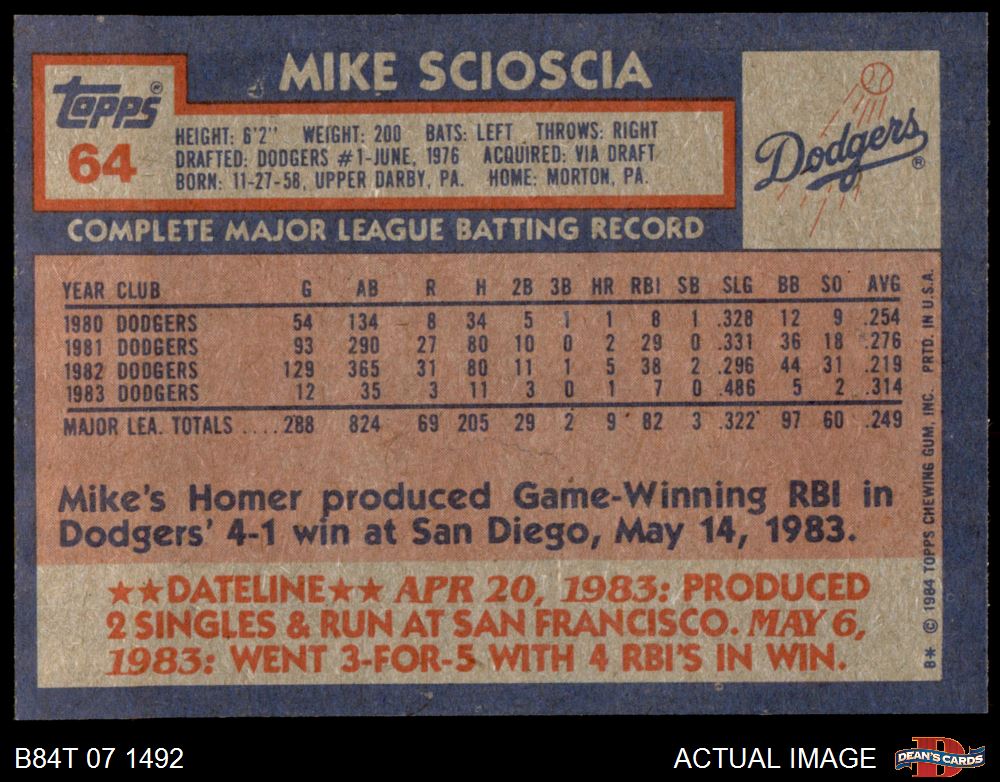 MIKE SCIOSCIA
Topps®
64
HEIGHT: 6'2" WEIGHT: 200 BATS: LEFT THROWS: RIGHT
DRAFTED: DODGERS #1-JUNE, 1976 ACQUIRED: VIA DRAFT
BORN: 11-27-58, UPPER DARBY, PA. HOME: MORTON, PA.
Dodgers®
COMPLETE MAJOR LEAGUE BATTING RECORD
YEAR CLUB G AB R H 2B 3B HR RBI SB SLG BB SO AVG
1980 DODGERS 54 134 8 34 5 1 1 8 1 .328 12 9 .254
1981 DODGERS 93 290 27 80 10 0 2 29 0 .331 36 18 .276
1982 DODGERS 129 365 31 80 11 1 5 38 2 .296 44 31 .219
1983 DODGERS 12 35 3 11 3 0 1 7 0 .486 5 2 .314
MAJOR LEA. TOTALS .... 288 824 69 205 29 2 9 82 3 .322 97 60 .249
Mike's Homer produced Game-Winning RBI in
Dodgers' 4-1 win at San Diego, May 14, 1983.
★★DATELINE★★ APR 20, 1983: PRODUCED
2 SINGLES & RUN AT SAN FRANCISCO. MAY 6,
1983: WENT 3-FOR-5 WITH 4 RBI'S IN WIN.
B* © 1984 TOPPS CHEWING GUM, INC. PRTD. IN U.S.A.
B84T 07 1492
ACTUAL IMAGE
D
DEAN'S CARDS